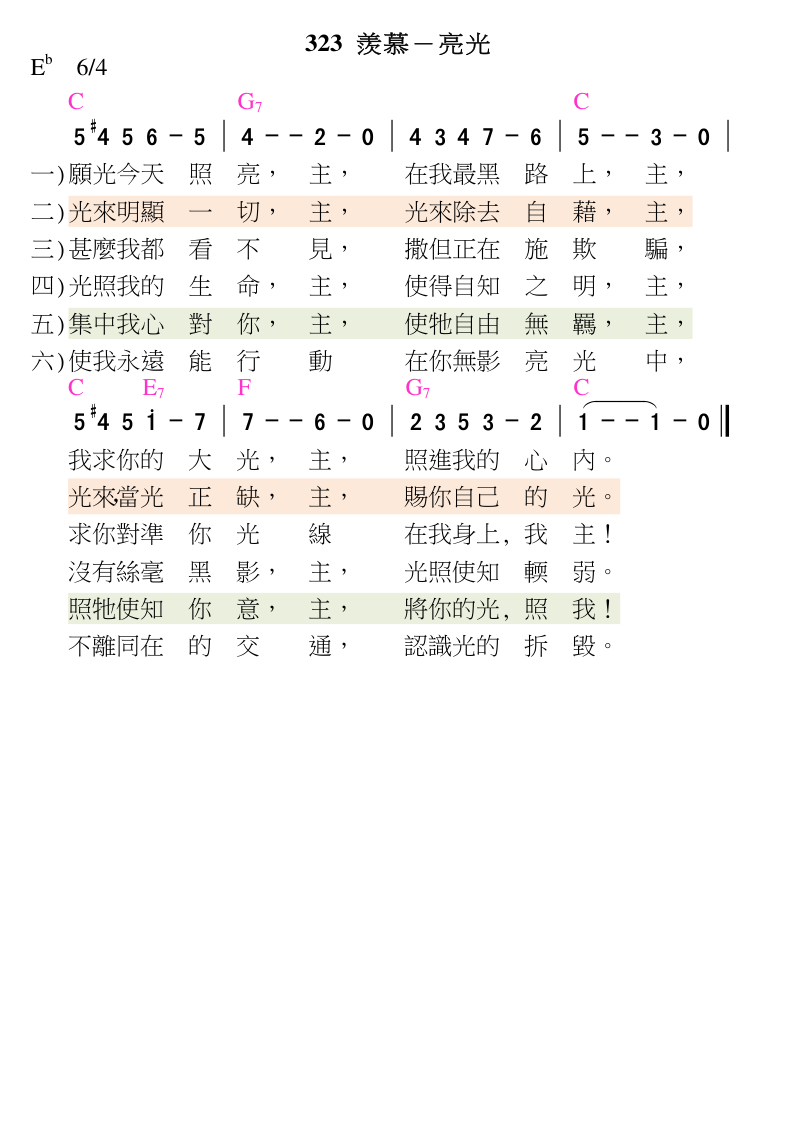 323 羨慕－亮光
E♭ 6/4
C G7 C
5 #4 5 6 － 5 | 4 － － 2 － 0 | 4 3 4 7 － 6 | 5 － － 3 － 0 |
一)願光今天 照 亮， 主， 在我最黑 路 上， 主，
二)光來明顯 一 切， 主， 光來除去 自 藉， 主，
三)甚麼我都 看 不 見， 撒但正在 施 欺 騙，
四)光照我的 生 命， 主， 使得自知 之 明， 主，
五)集中我心 對 你， 主， 使牠自由 無 羈， 主，
六)使我永遠 能 行 動 在你無影 亮 光 中，
C E7 F G7 C
5 #4 5 i － 7 | 7 － － 6 － 0 | 2 3 5 3 － 2 | 1 － － 1 － 0 ||
我求你的 大 光， 主， 照進我的 心 內。
光來，當光 正 缺， 主， 賜你自己 的 光。
求你對準 你 光 線 在我身上, 我 主！
沒有絲毫 黑 影， 主， 光照使知 輭 弱。
照牠使知 你 意， 主， 將你的光, 照 我！
不離同在 的 交 通， 認識光的 拆 毀。